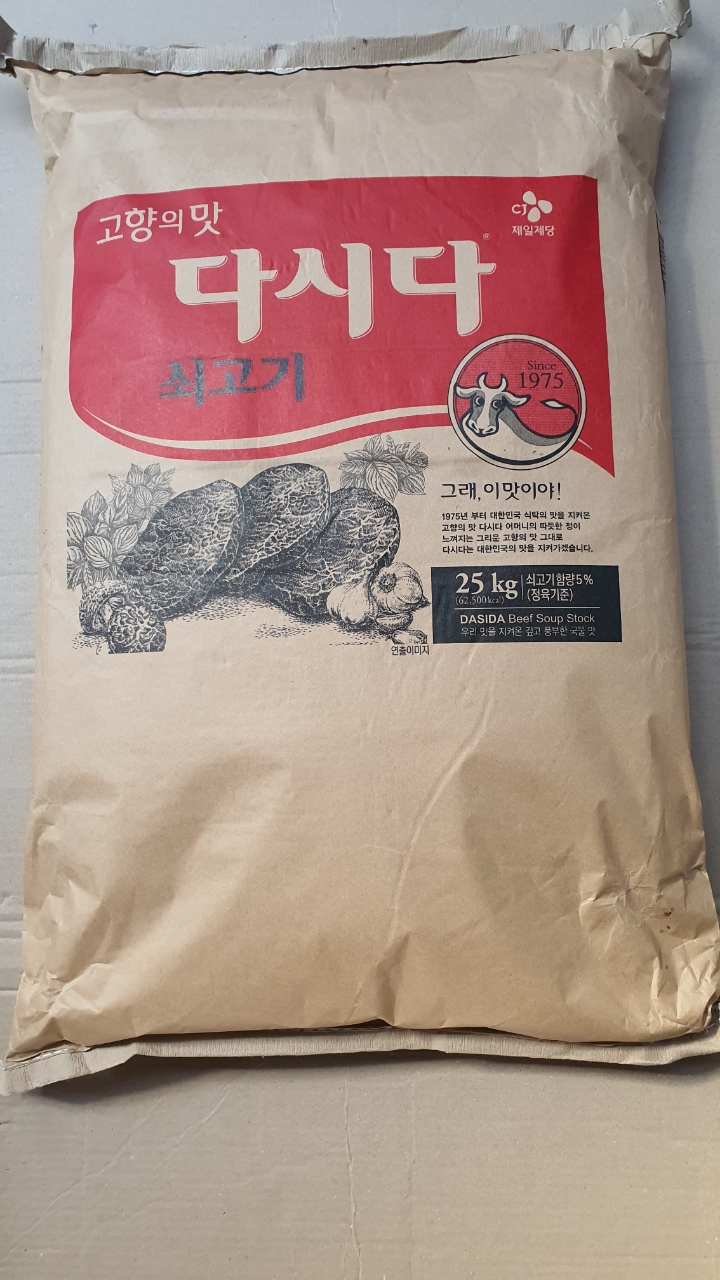 고향의 맛
CJ
제일제당
다시다®
쇠고기
Since
1975
그래, 이 맛이야!
1975년 부터 대한민국 식탁의 맛을 지켜온
고향의 맛 다시다 어머니의 따듯한 정이
느껴지는 그리운 고향의 맛 그대로
다시다는 대한민국의 맛을 지켜가겠습니다.
25 kg
(62,500 kcal)
쇠고기함량 5%
(정육기준)
DASIDA Beef Soup Stock
우리 맛을 지켜온 깊고 풍부한 국물 맛
연출이미지